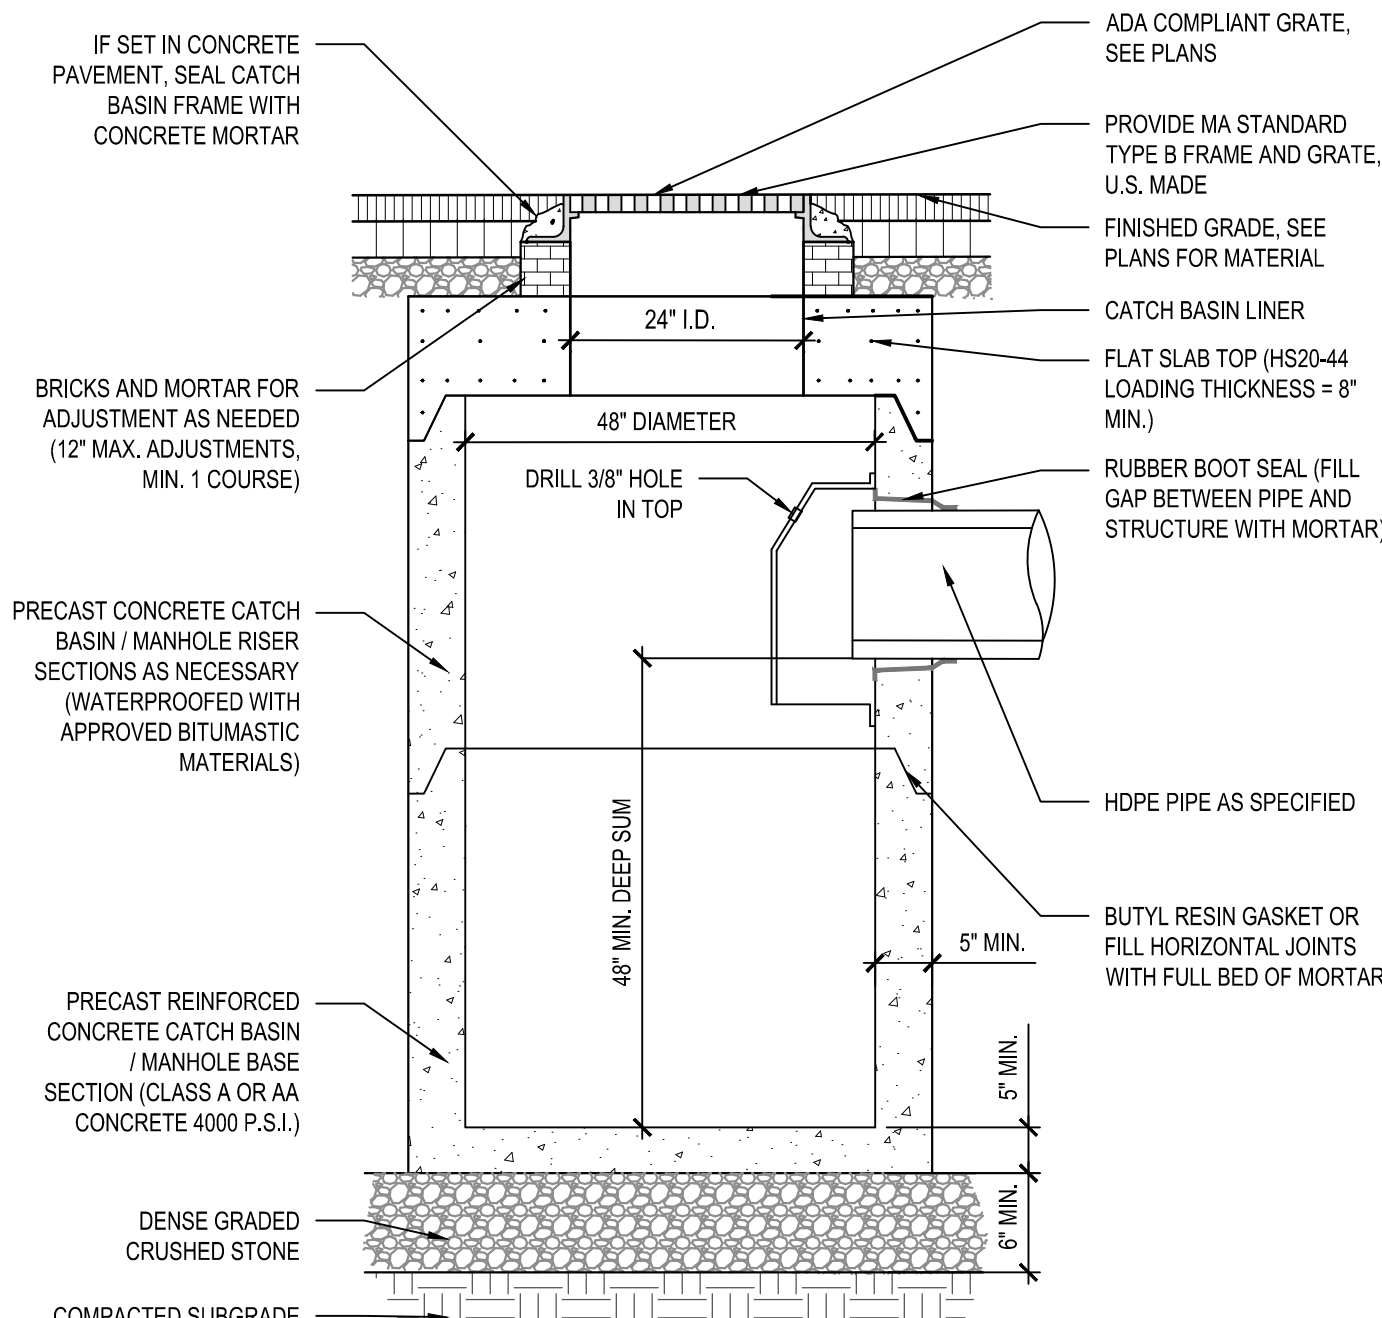 IF SET IN CONCRETE
PAVEMENT, SEAL CATCH
BASIN FRAME WITH
CONCRETE MORTAR
ADA COMPLIANT GRATE,
SEE PLANS
PROVIDE MA STANDARD
TYPE B FRAME AND GRATE,
U.S. MADE
FINISHED GRADE, SEE
PLANS FOR MATERIAL
CATCH BASIN LINER
24" I.D.
FLAT SLAB TOP (HS20-44
LOADING THICKNESS = 8"
MIN.)
BRICKS AND MORTAR FOR
ADJUSTMENT AS NEEDED
(12" MAX. ADJUSTMENTS,
MIN. 1 COURSE)
48" DIAMETER
DRILL 3/8" HOLE
IN TOP
RUBBER BOOT SEAL (FILL
GAP BETWEEN PIPE AND
STRUCTURE WITH MORTAR)
PRECAST CONCRETE CATCH
BASIN / MANHOLE RISER
SECTIONS AS NECESSARY
(WATERPROOFED WITH
APPROVED BITUMASTIC
MATERIALS)
HDPE PIPE AS SPECIFIED
48" MIN. DEEP SUM
BUTYL RESIN GASKET OR
FILL HORIZONTAL JOINTS
WITH FULL BED OF MORTAR
5" MIN.
PRECAST REINFORCED
CONCRETE CATCH BASIN
/ MANHOLE BASE
SECTION (CLASS A OR AA
CONCRETE 4000 P.S.I.)
5" MIN.
6" MIN.
DENSE GRADED
CRUSHED STONE
COMPACTED SUBGRADE